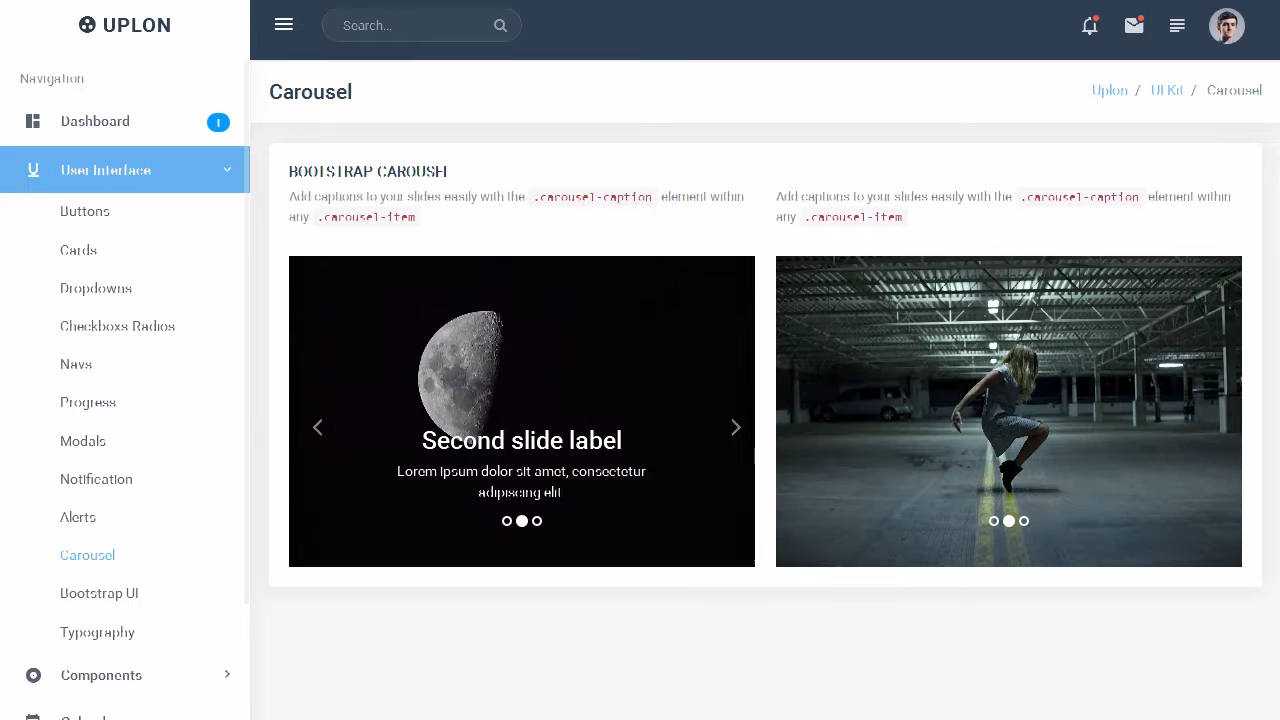 UPLON
Search...
Navigation
Dashboard
1
User Interface
Buttons
Cards
Dropdowns
Checkboxs Radios
Navs
Progress
Modals
Notification
Alerts
Carousel
Bootstrap UI
Typography
Components
Carousel
Uplon / UI Kit / Carousel
BOOTSTRAP CAROUSEL
Add captions to your slides easily with the .carousel-caption element within
any .carousel-item
Second slide label
Lorem ipsum dolor sit amet, consectetur
adipiscing elit
Add captions to your slides easily with the .carousel-caption element within
any .carousel-item